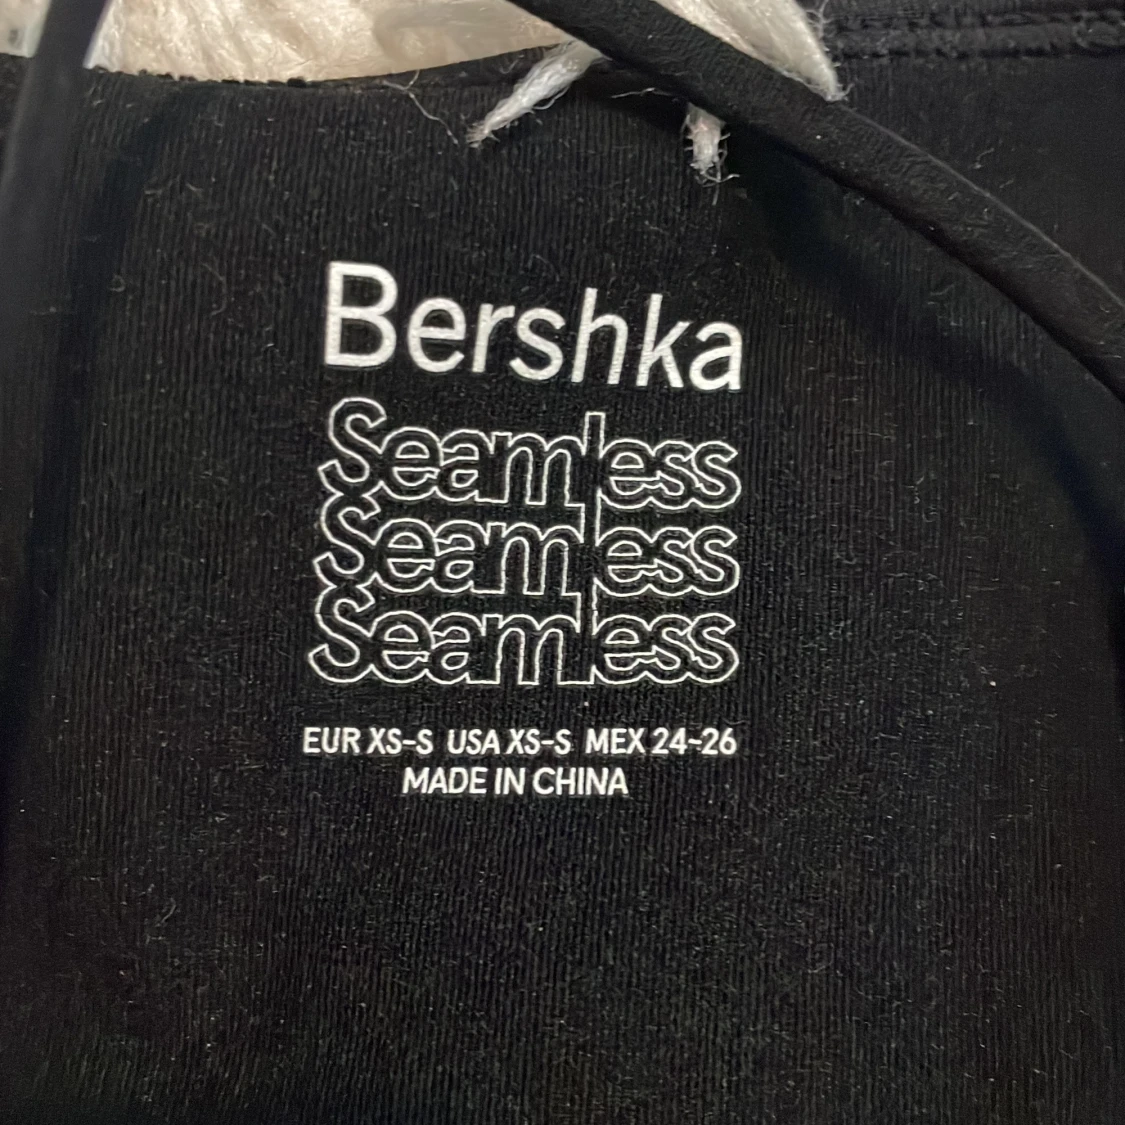 Bershka
Seamless
Seamless
Seamless
EUR XS-S USA XS-S MEX 24-26
MADE IN CHINA